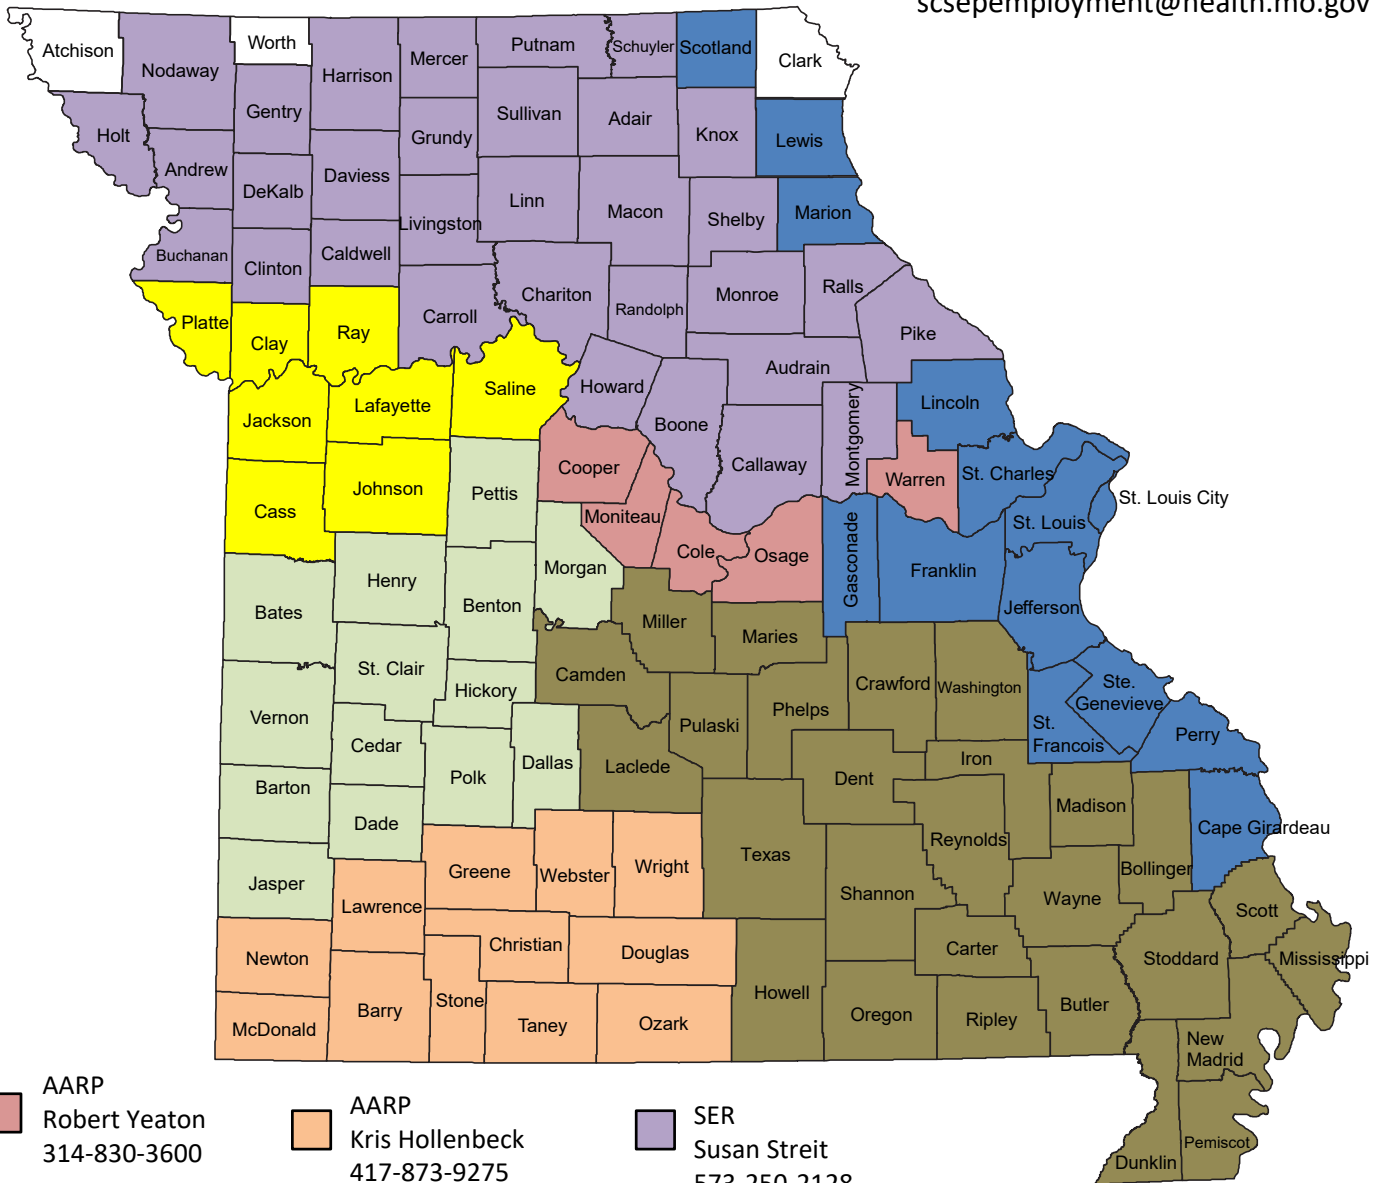 scsepemployment@health.mo.gov
Atchison
Nodaway
Worth
Harrison
Mercer
Putnam
Schuyler
Scotland
Clark
Holt
Gentry
Grundy
Sullivan
Adair
Knox
Lewis
Andrew
DeKalb
Daviess
Livingston
Linn
Macon
Shelby
Marion
Buchanan
Clinton
Caldwell
Carroll
Chariton
Randolph
Monroe
Ralls
Pike
Platte
Clay
Ray
Saline
Howard
Boone
Audrain
Callaway
Montgomery
Lincoln
Jackson
Lafayette
Cooper
Warren
St. Charles
St. Louis City
Cass
Johnson
Pettis
Moniteau
Cole
Osage
Gasconade
Franklin
St. Louis
Jefferson
Bates
Henry
Benton
Morgan
Miller
Maries
St. Clair
Hickory
Camden
Pulaski
Phelps
Crawford
Washington
St.
Francois
Ste.
Genevieve
Perry
Vernon
Cedar
Polk
Dallas
Laclede
Dent
Iron
Madison
Cape Girardeau
Barton
Dade
Jasper
Greene
Webster
Wright
Texas
Shannon
Reynolds
Wayne
Bollinger
Scott
Lawrence
Newton
Christian
Douglas
Carter
Stoddard
Mississippi
McDonald
Barry
Stone
Taney
Ozark
Howell
Oregon
Ripley
Butler
New
Madrid
Pemiscot
Dunklin
AARP
Robert Yeaton
314-830-3600
AARP
Kris Hollenbeck
417-873-9275
SER
Susan Streit
573-250-2128